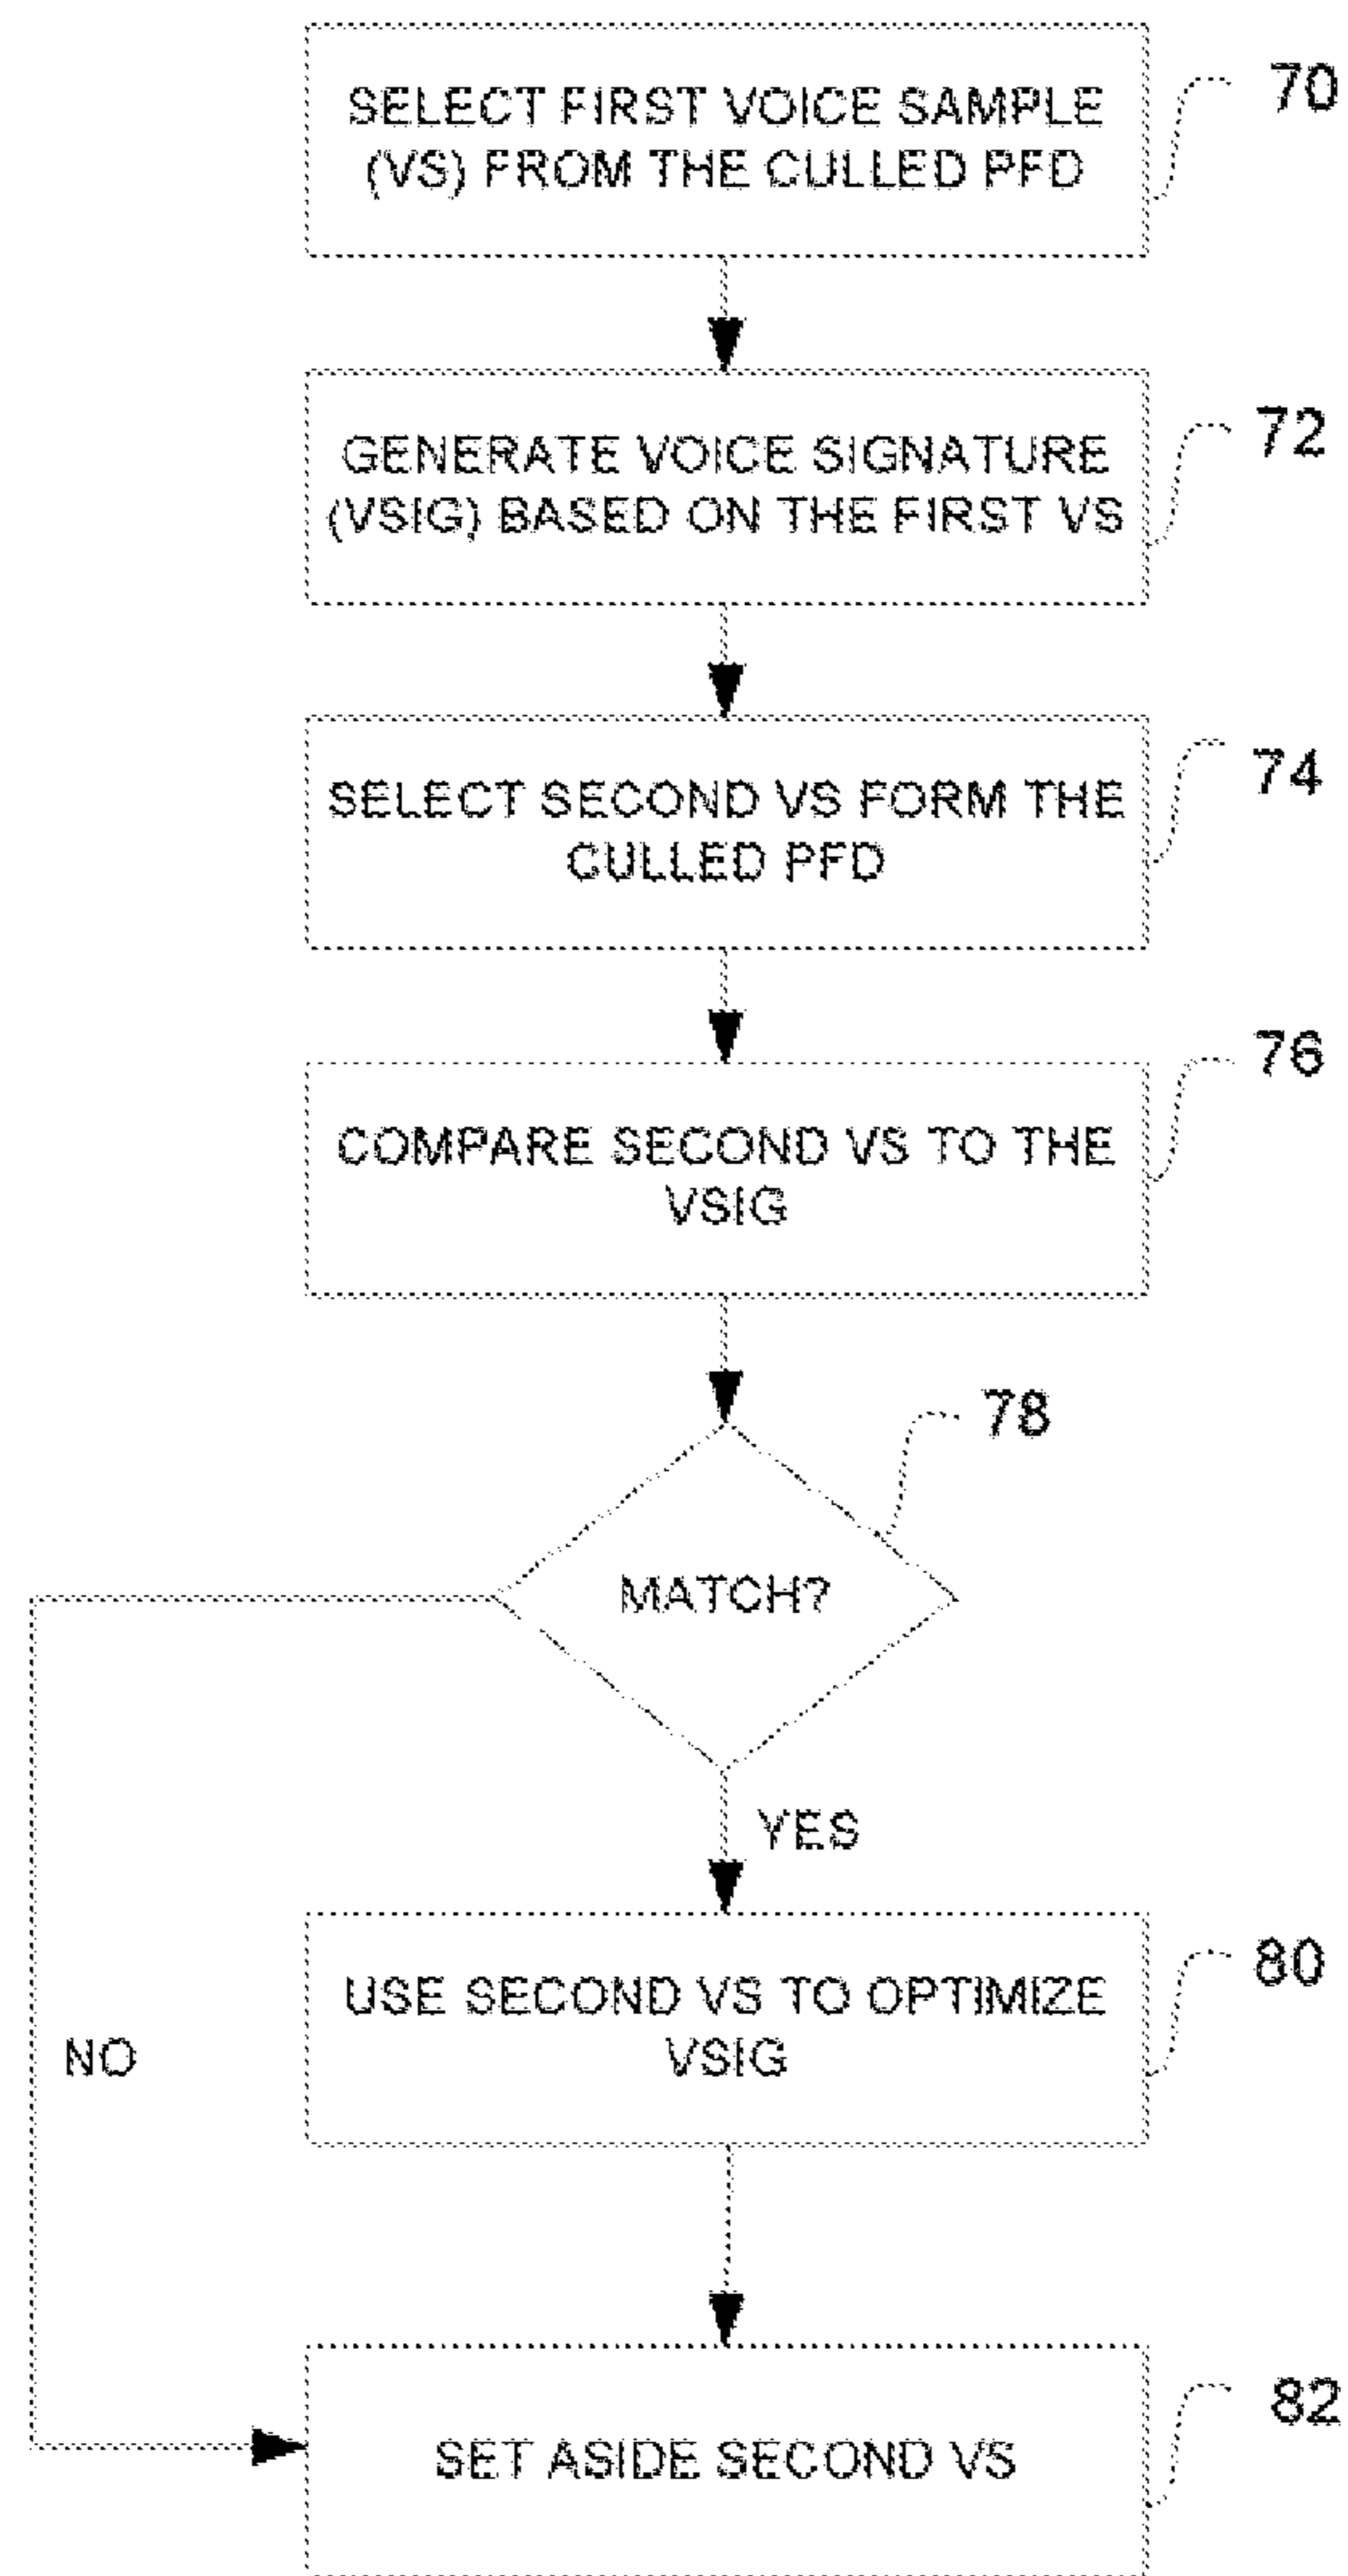 SELECT FIRST VOICE SAMPLE
(VS) FROM THE CULLED PFD
70
GENERATE VOICE SIGNATURE
(VSIG) BASED ON THE FIRST VS
72
SELECT SECOND VS FORM THE
CULLED PFD
74
COMPARE SECOND VS TO THE
VSIG
76
78
MATCH?
YES
USE SECOND VS TO OPTIMIZE
VSIG
80
NO
SET ASIDE SECOND VS
82